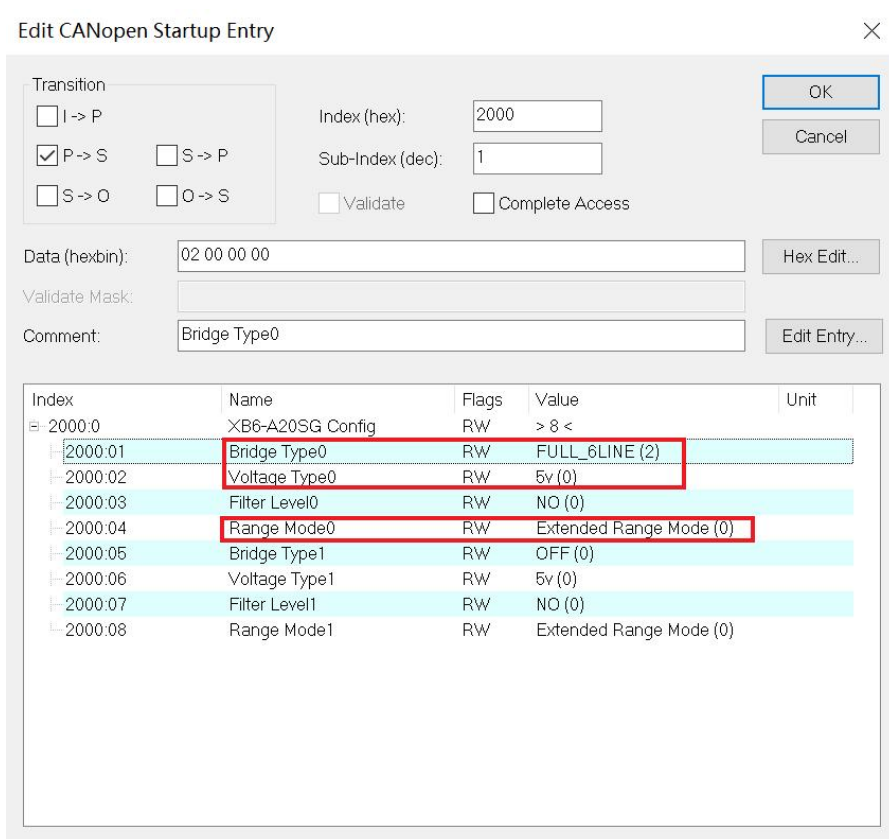 Edit CANopen Startup Entry
Transition
I -> P
P -> S
S -> P
S -> O
O -> S
Index (hex):
2000
Sub-Index (dec):
1
Validate
Complete Access
OK
Cancel
Data (hexbin):
02 00 00 00
Hex Edit...
Validate Mask:
Comment:
Bridge Type0
Edit Entry...
Index Name Flags Value Unit
2000:0 XB6-A20SG Config RW > 8 <
2000:01 Bridge Type0 RW FULL_6LINE (2)
2000:02 Voltage Type0 RW 5v (0)
2000:03 Filter Level0 RW NO (0)
2000:04 Range Mode0 RW Extended Range Mode (0)
2000:05 Bridge Type1 RW OFF (0)
2000:06 Voltage Type1 RW 5v (0)
2000:07 Filter Level1 RW NO (0)
2000:08 Range Mode1 RW Extended Range Mode (0)